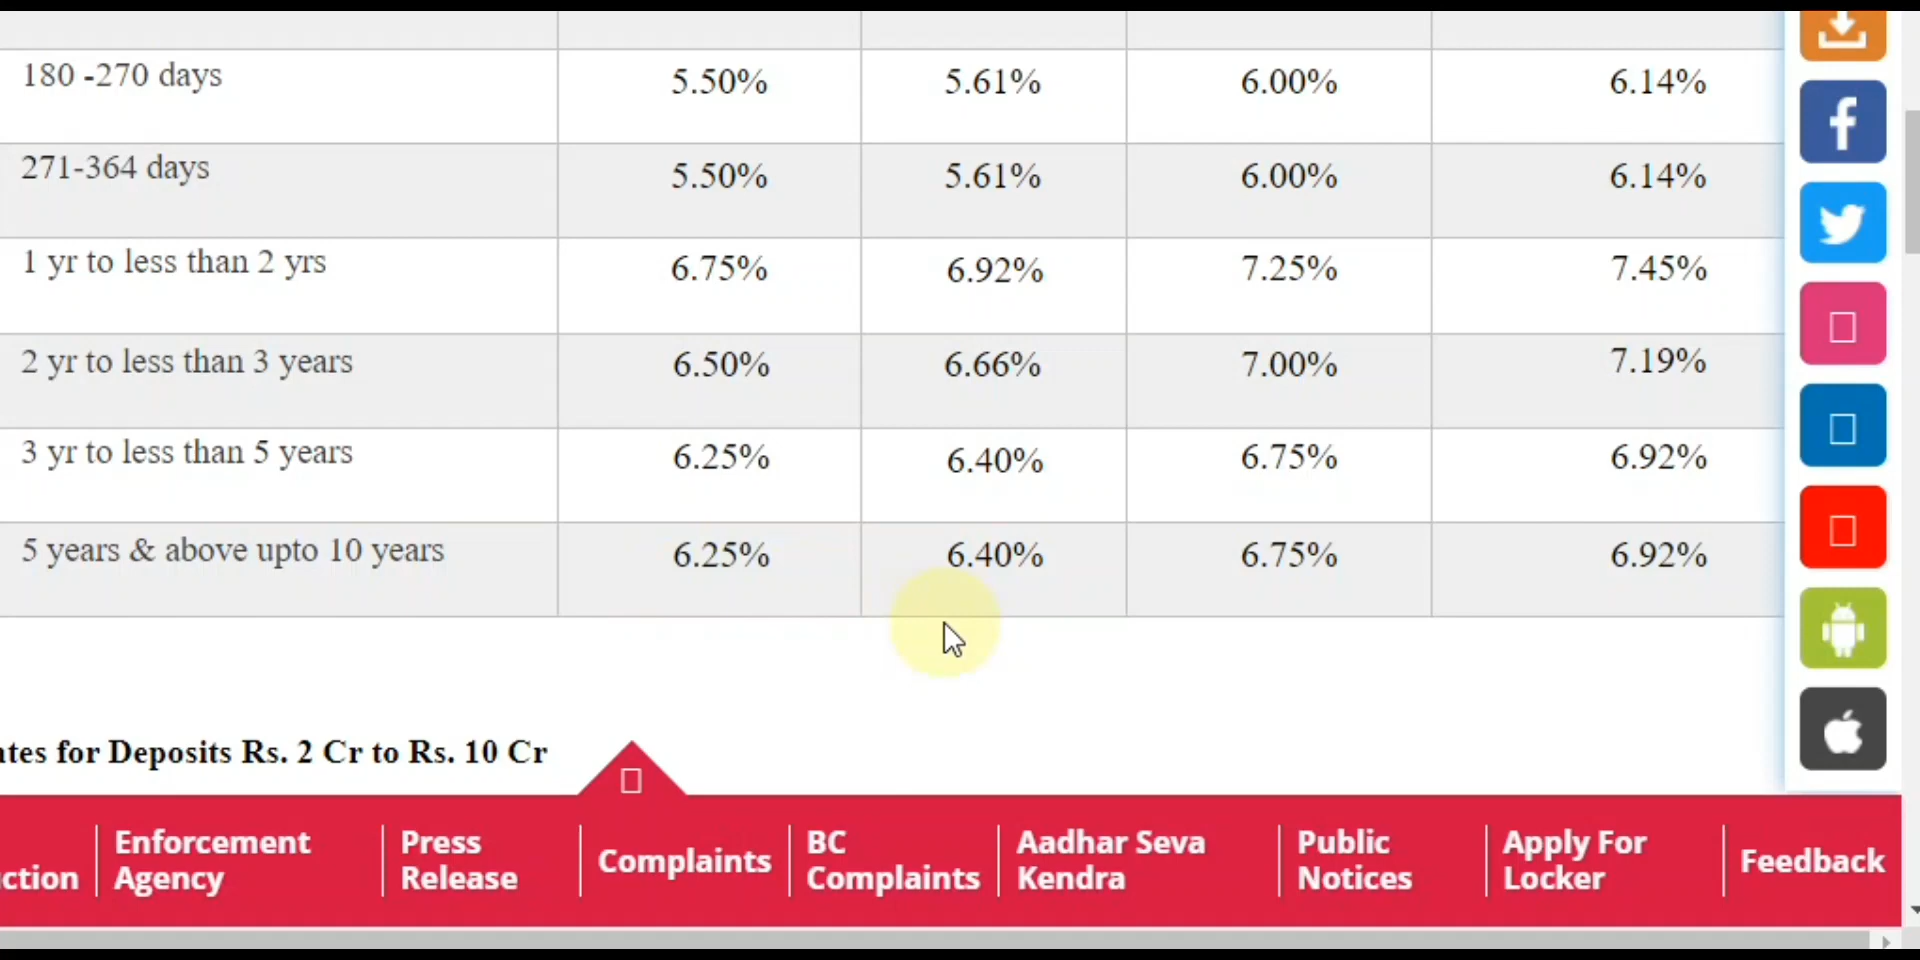 180 -270 days 5.50% 5.61% 6.00% 6.14%
271-364 days 5.50% 5.61% 6.00% 6.14%
1 yr to less than 2 yrs 6.75% 6.92% 7.25% 7.45%
2 yr to less than 3 years 6.50% 6.66% 7.00% 7.19%
3 yr to less than 5 years 6.25% 6.40% 6.75% 6.92%
5 years & above upto 10 years 6.25% 6.40% 6.75% 6.92%
for Deposits Rs. 2 Cr to Rs. 10 Cr
Enforcement
Agency
Press
Release
Complaints
BC
Complaints
Aadhar Seva
Kendra
Public
Notices
Apply For
Locker
Feedback